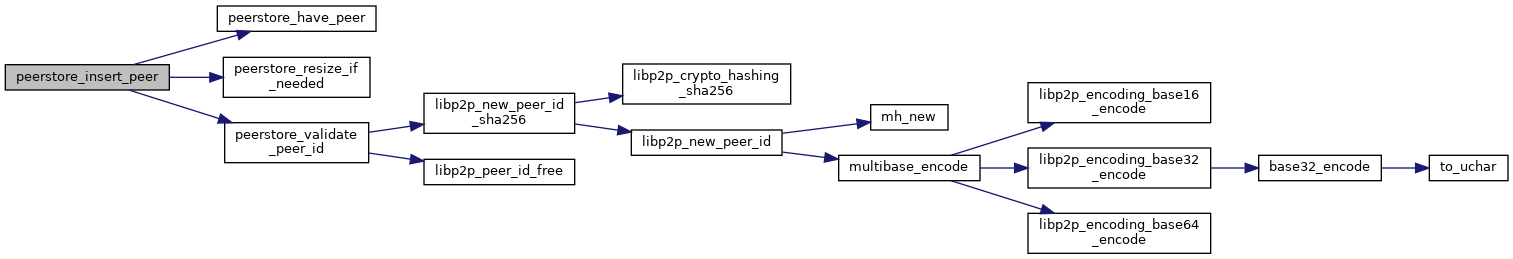 peerstore_insert_peer
peerstore_have_peer
peerstore_resize_if
_needed
peerstore_validate
_peer_id
libp2p_new_peer_id
_sha256
libp2p_peer_id_free
libp2p_crypto_hashing
_sha256
libp2p_new_peer_id
mh_new
multibase_encode
libp2p_encoding_base16
_encode
libp2p_encoding_base32
_encode
libp2p_encoding_base64
_encode
base32_encode
to_uchar